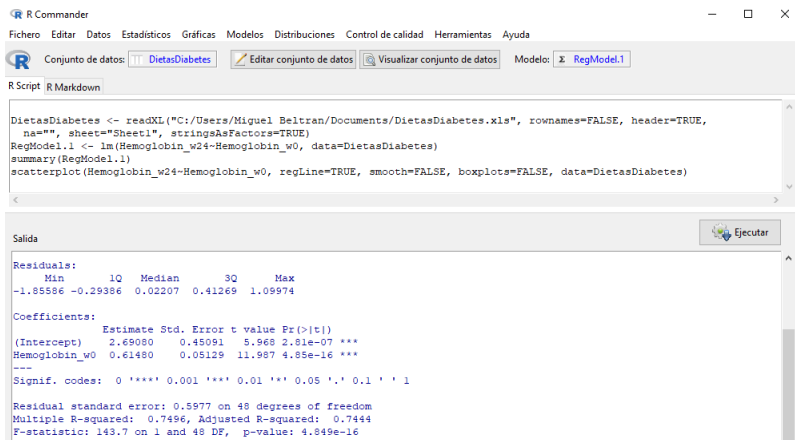 R Commander
Fichero Editar Datos Estadísticos Gráficas Modelos Distribuciones Control de calidad Herramientas Ayuda
Conjunto de datos: DietasDiabetes Editar conjunto de datos Visualizar conjunto de datos Modelo: Σ RegModel.1
R Script R Markdown
DietasDiabetes <- readXL("C:/Users/Miguel Beltran/Documents/DietasDiabetes.xls", rownames=FALSE, header=TRUE,
na="", sheet="Sheet1", stringsAsFactors=TRUE)
RegModel.1 <- lm(Hemoglobin_w24~Hemoglobin_w0, data=DietasDiabetes)
summary(RegModel.1)
scatterplot(Hemoglobin_w24~Hemoglobin_w0, regLine=TRUE, smooth=FALSE, boxplots=FALSE, data=DietasDiabetes)
Salida
Ejecutar
Residuals:
Min 1Q Median 3Q Max
-1.85586 -0.29386 0.02207 0.41269 1.09974
Coefficients:
Estimate Std. Error t value Pr(>|t|)
(Intercept) 2.69080 0.45091 5.968 2.81e-07 ***
Hemoglobin_w0 0.61480 0.05129 11.987 4.85e-16 ***
---
Signif. codes: 0 '***' 0.001 '**' 0.01 '*' 0.05 '.' 0.1 ' ' 1
Residual standard error: 0.5977 on 48 degrees of freedom
Multiple R-squared: 0.7496, Adjusted R-squared: 0.7444
F-statistic: 143.7 on 1 and 48 DF, p-value: 4.849e-16